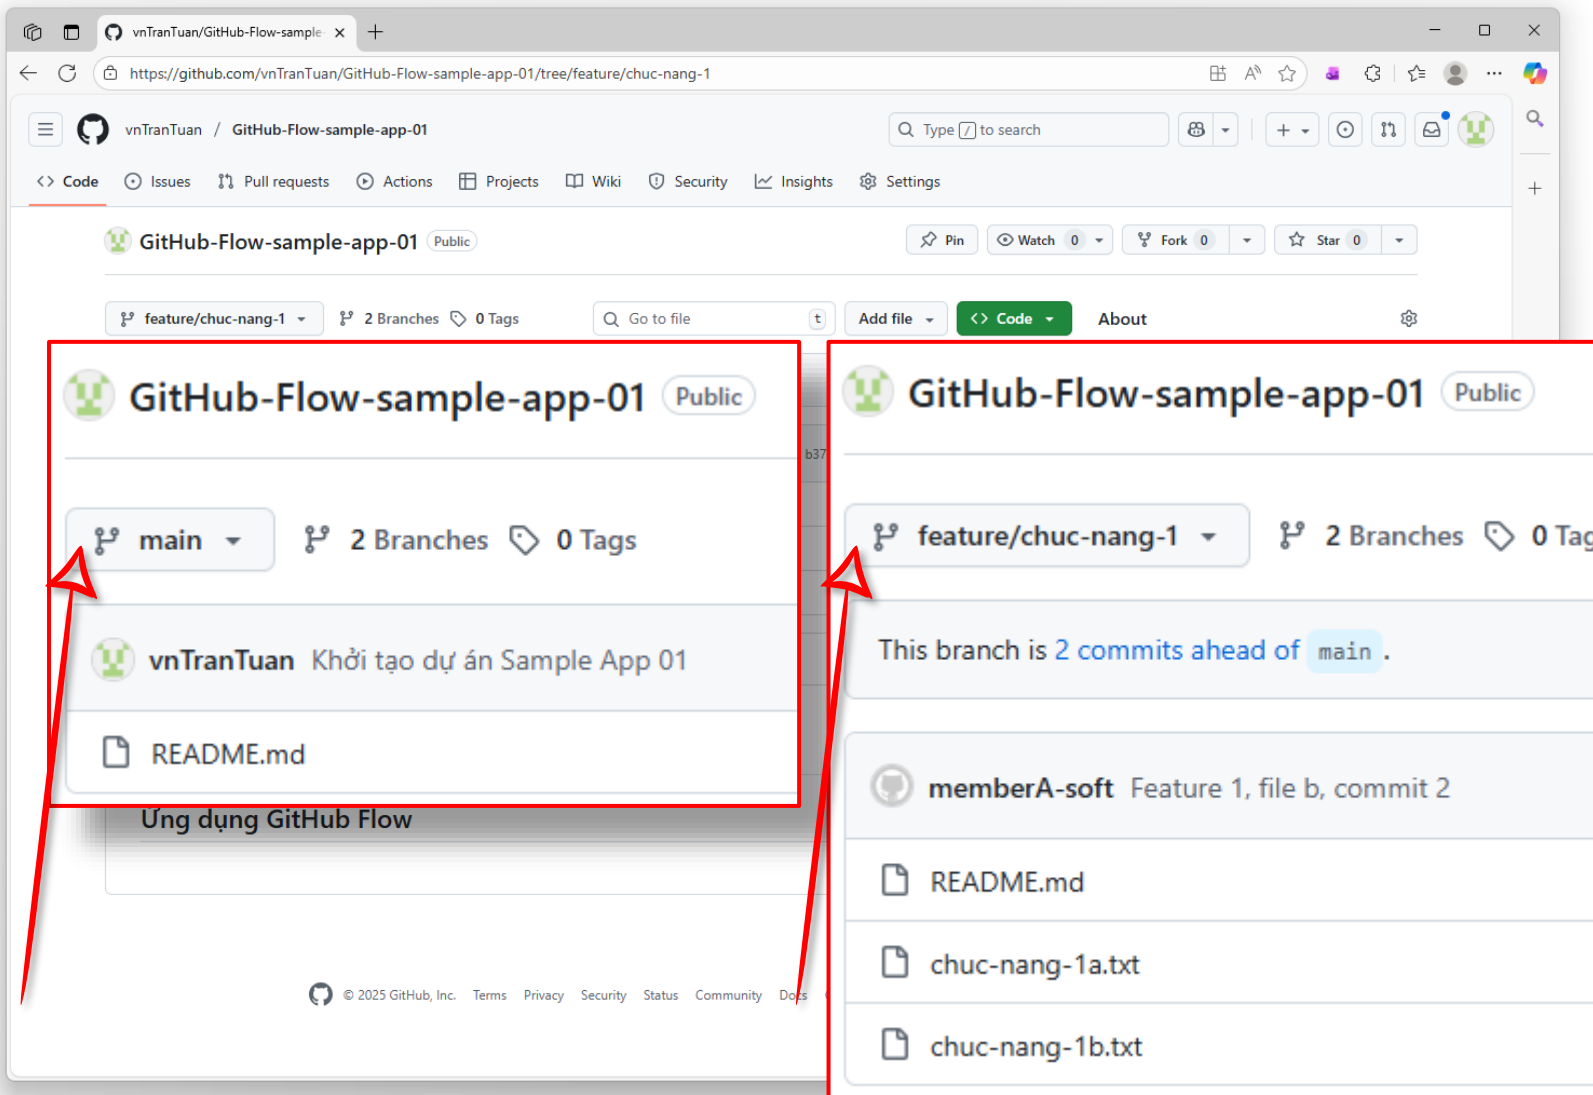 vnTranTuan/GitHub-Flow-sample
https://github.com/vnTranTuan/GitHub-Flow-sample-app-01/tree/feature/chuc-nang-1
vnTranTuan / GitHub-Flow-sample-app-01
Type / to search
Code Issues Pull requests Actions Projects Wiki Security Insights Settings
GitHub-Flow-sample-app-01 Public
Pin Watch 0 Fork 0 Star 0
feature/chuc-nang-1 2 Branches 0 Tags Go to file t Add file Code About
GitHub-Flow-sample-app-01 Public
main 2 Branches 0 Tags
vnTranTuan Khởi tạo dự án Sample App 01
README.md
b37
Ứng dụng GitHub Flow
© 2025 GitHub, Inc. Terms Privacy Security Status Community Docs
GitHub-Flow-sample-app-01 Public
feature/chuc-nang-1 2 Branches 0 Tag
This branch is 2 commits ahead of main .
memberA-soft Feature 1, file b, commit 2
README.md
chuc-nang-1a.txt
chuc-nang-1b.txt